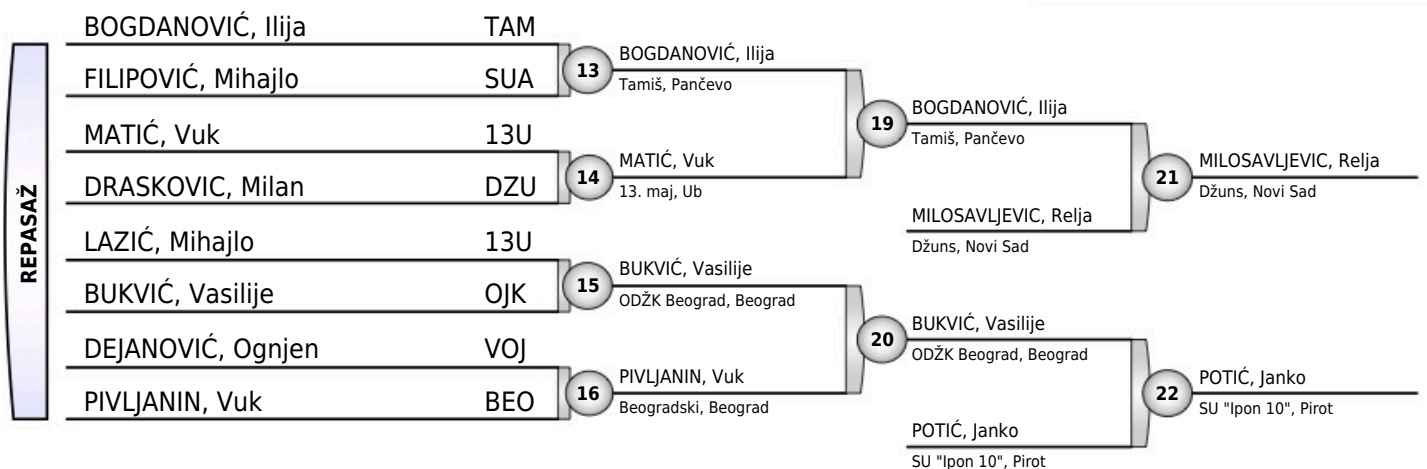 REPASAŽ
BOGDANOVIĆ, Ilija TAM
FILIPOVIĆ, Mihajlo SUA
MATIĆ, Vuk 13U
DRASKOVIC, Milan DZU
LAZIĆ, Mihajlo 13U
BUKVIĆ, Vasilije OJK
DEJANOVIĆ, Ognjen VOJ
PIVLJANIN, Vuk BEO
13
BOGDANOVIĆ, Ilija
Tamiš, Pančevo
14
MATIĆ, Vuk
13. maj, Ub
15
BUKVIĆ, Vasilije
ODŽK Beograd, Beograd
16
PIVLJANIN, Vuk
Beogradski, Beograd
19
BOGDANOVIĆ, Ilija
Tamiš, Pančevo
MILOSAVLJEVIC, Relja
Džuns, Novi Sad
20
BUKVIĆ, Vasilije
ODŽK Beograd, Beograd
POTIĆ, Janko
SU "Ipon 10", Pirot
21
MILOSAVLJEVIC, Relja
Džuns, Novi Sad
22
POTIĆ, Janko
SU "Ipon 10", Pirot